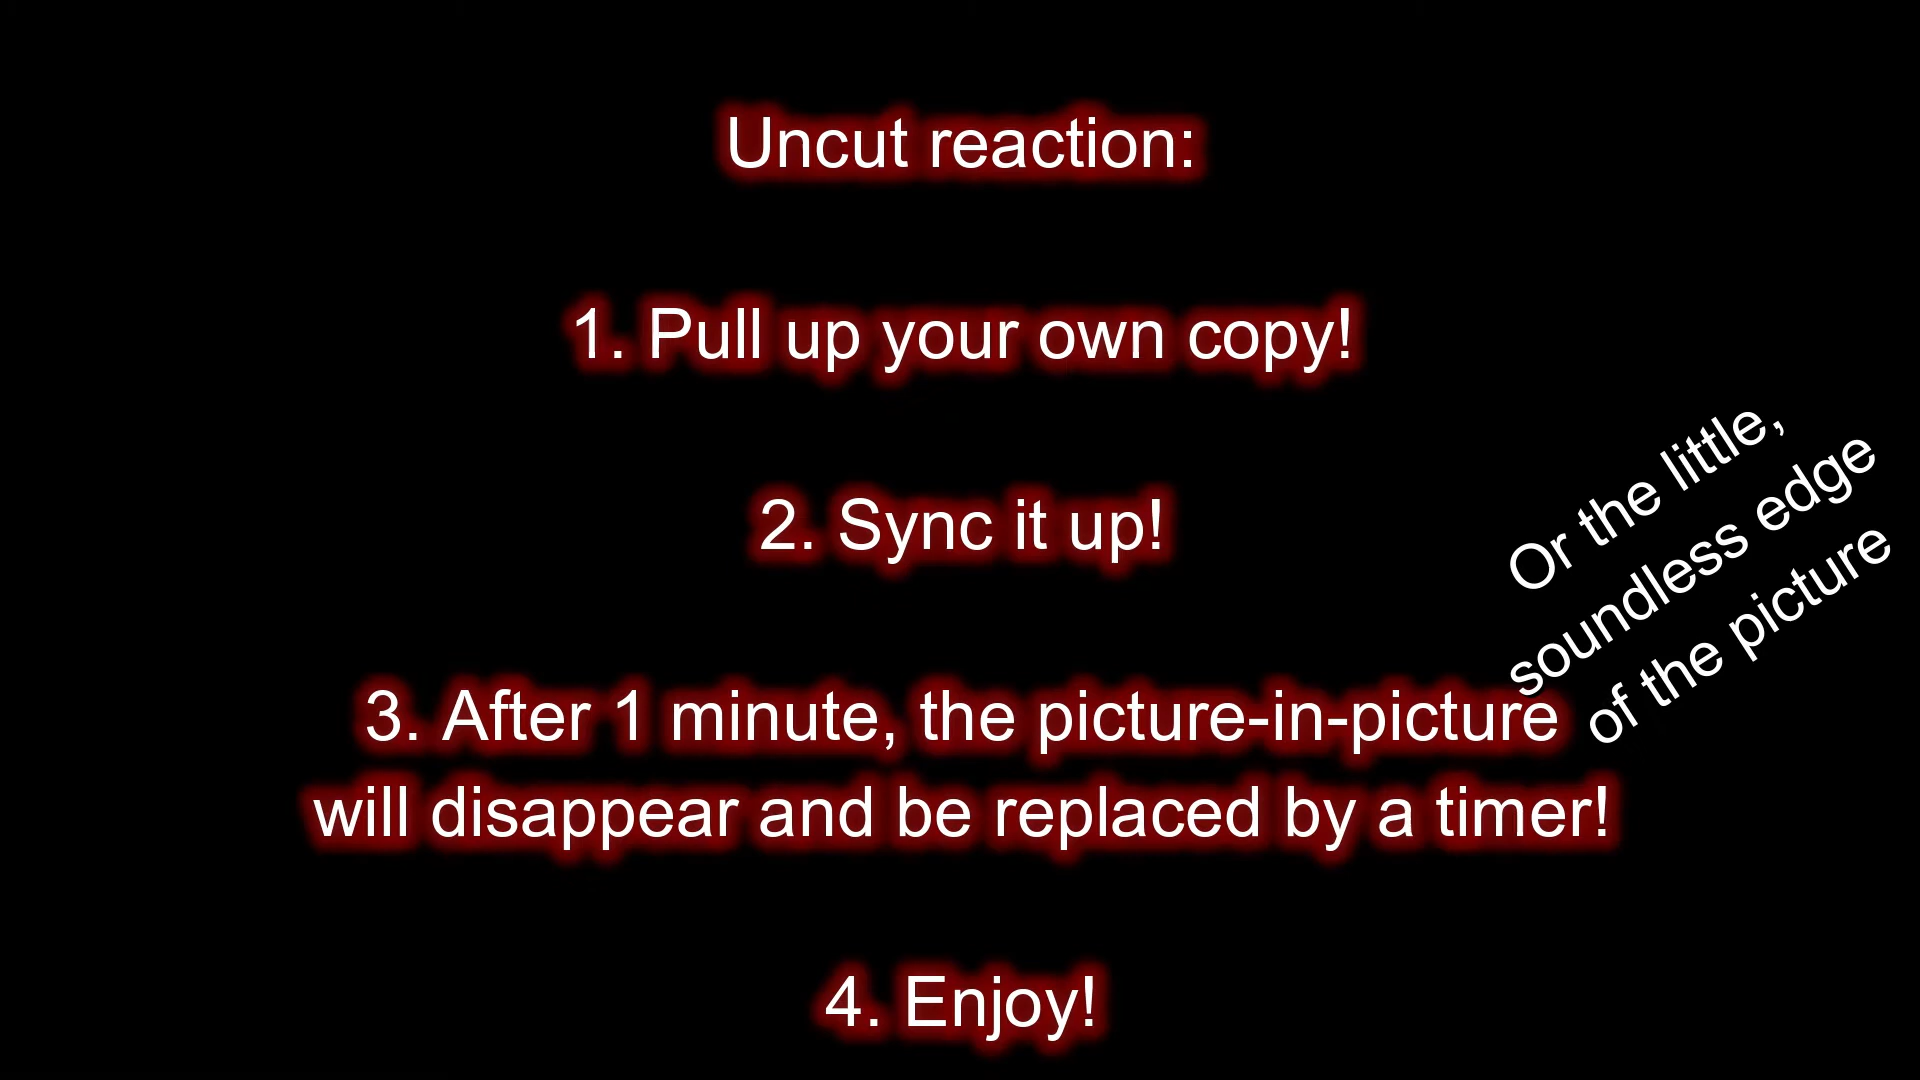 Uncut reaction:
1. Pull up your own copy!
2. Sync it up!
Or the little,
soundless edge
of the picture
3. After 1 minute, the picture-in-picture
will disappear and be replaced by a timer!
4. Enjoy!